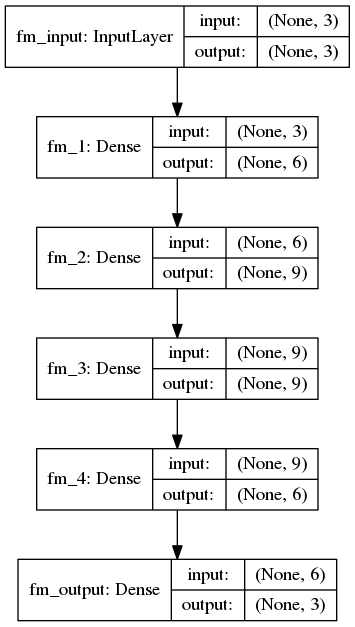 fm_input: InputLayer
input: (None, 3)
output: (None, 3)
fm_1: Dense
input: (None, 3)
output: (None, 6)
fm_2: Dense
input: (None, 6)
output: (None, 9)
fm_3: Dense
input: (None, 9)
output: (None, 9)
fm_4: Dense
input: (None, 9)
output: (None, 6)
fm_output: Dense
input: (None, 6)
output: (None, 3)